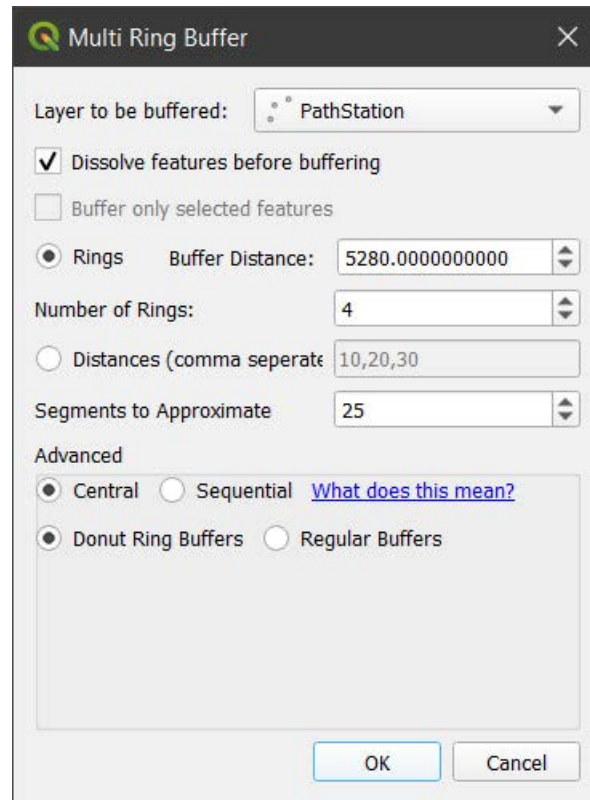 Multi Ring Buffer
Layer to be buffered: PathStation
Dissolve features before buffering
Buffer only selected features
Rings Buffer Distance: 5280.0000000000
Number of Rings: 4
Distances (comma seperate 10,20,30
Segments to Approximate 25
Advanced
Central Sequential What does this mean?
Donut Ring Buffers Regular Buffers
OK Cancel